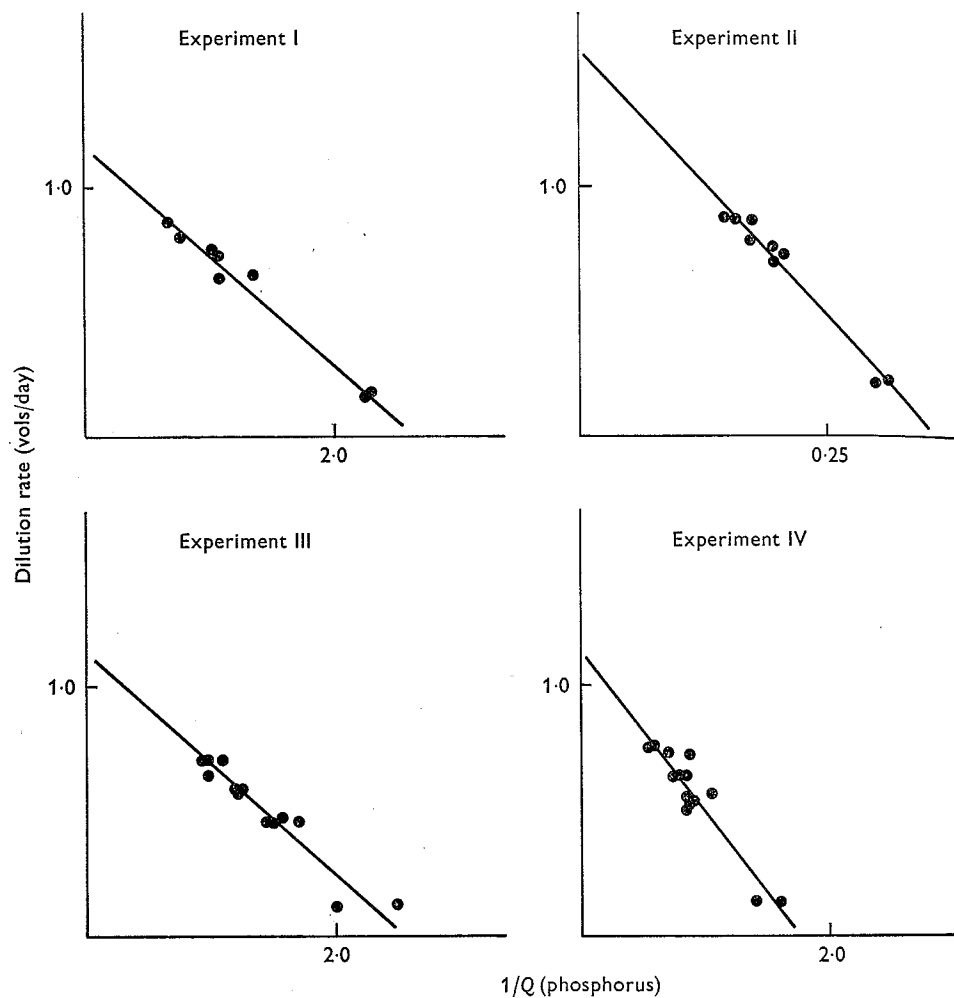 Experiment I
Experiment II
1·0
1·0
2·0
0·25
Dilution rate (vols/day)
Experiment III
Experiment IV
1·0
1·0
2·0
2·0
1/Q (phosphorus)